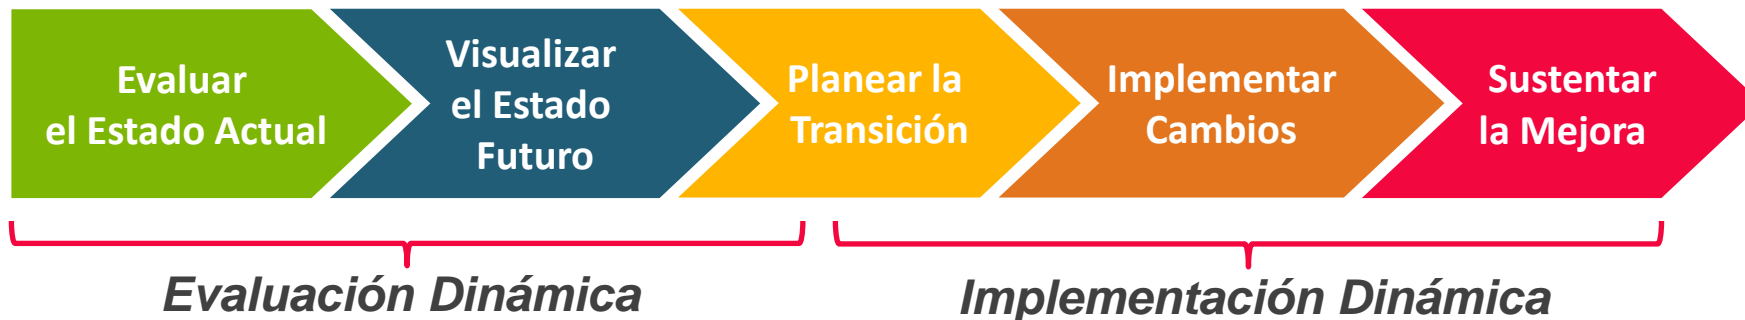 Evaluar
el Estado Actual
Visualizar
el Estado
Futuro
Planear la
Transición
Implementar
Cambios
Sustentar
la Mejora
Evaluación Dinámica
Implementación Dinámica